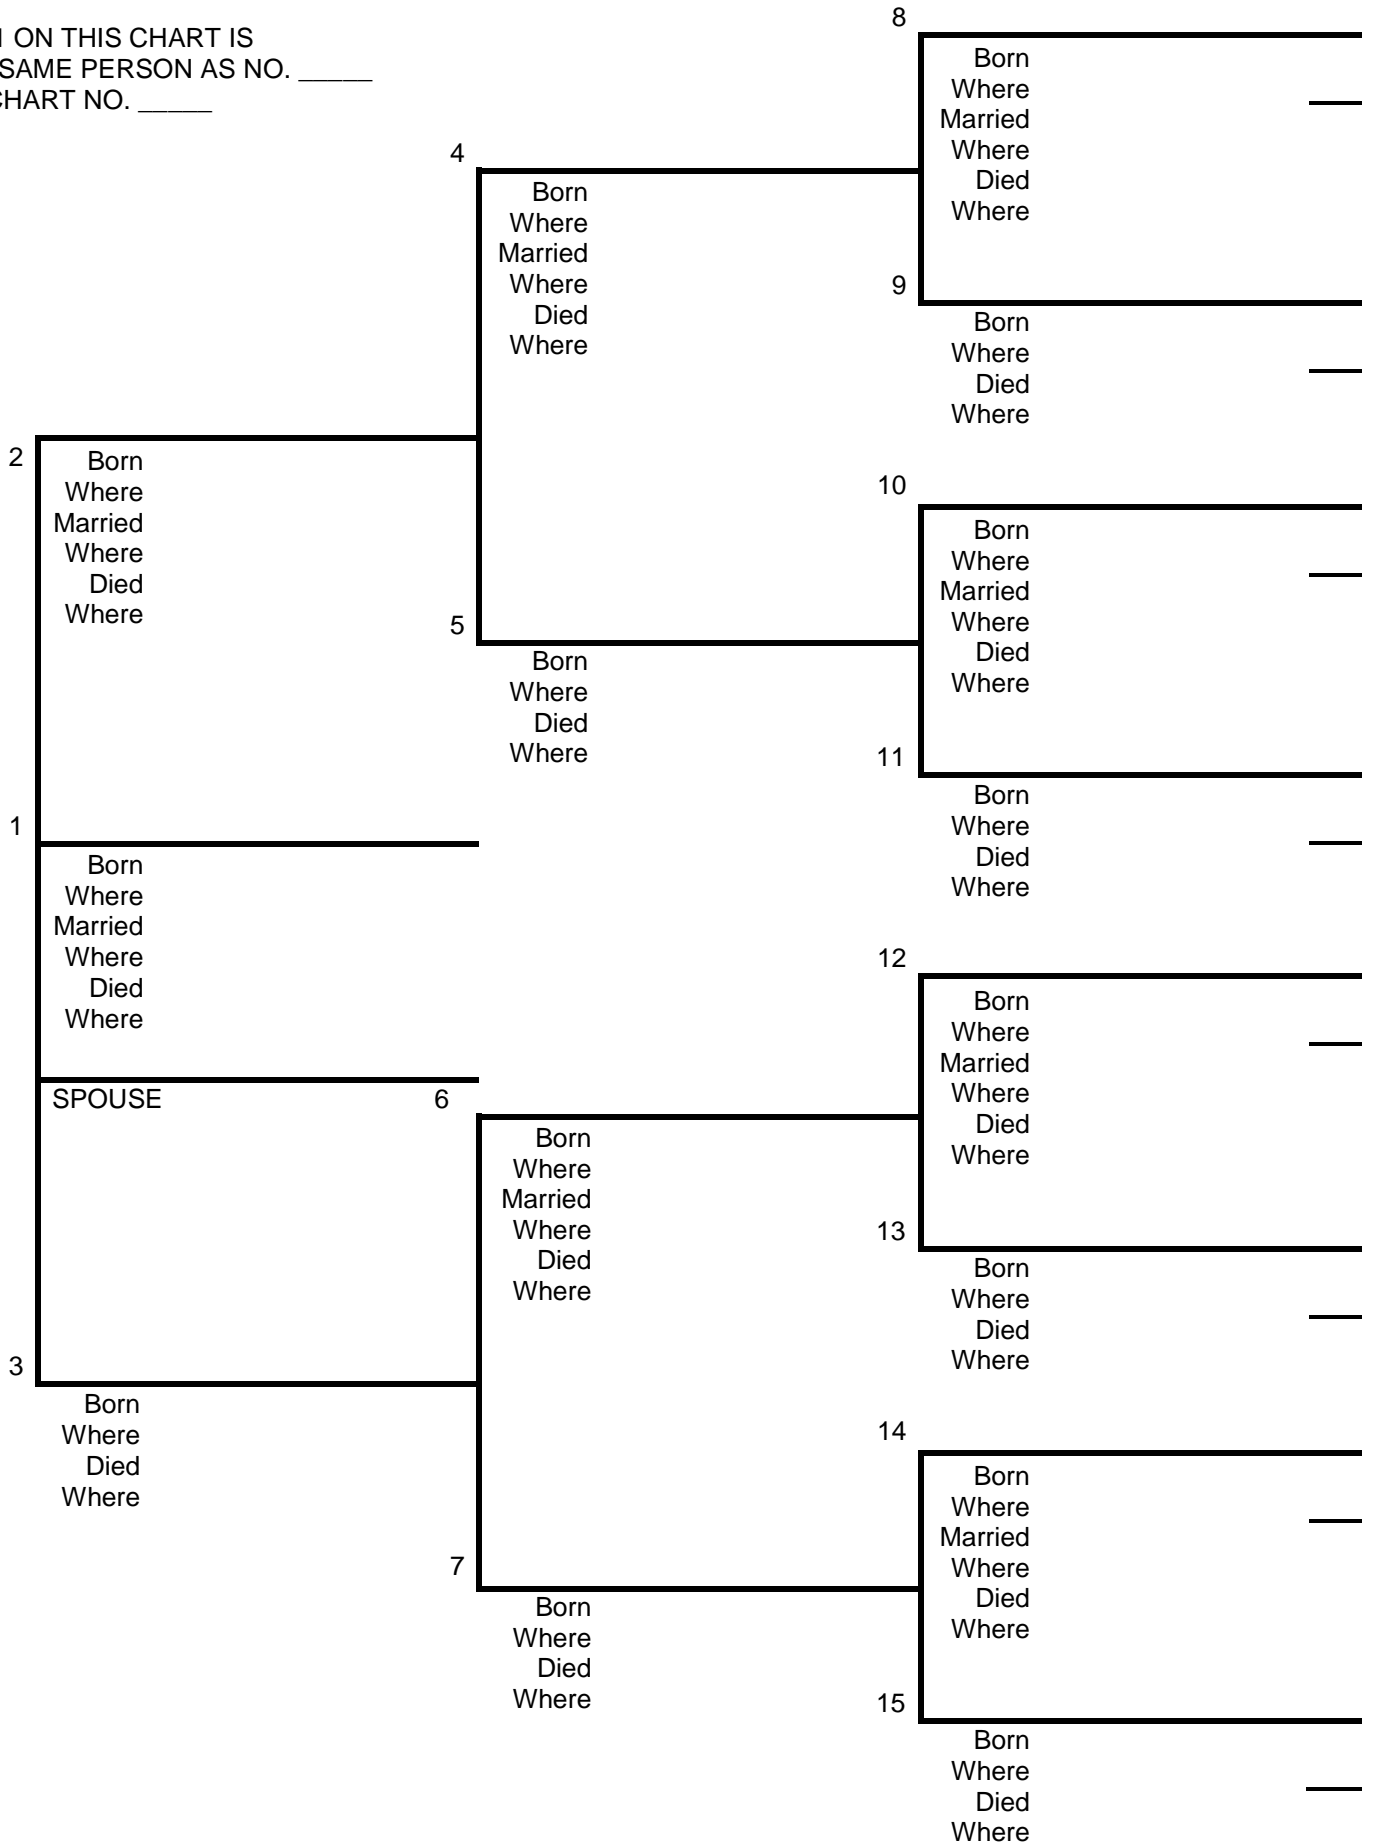 1 ON THIS CHART IS
SAME PERSON AS NO. _____
CHART NO. _____
8
Born
Where
Married
Where
Died
Where
4
Born
Where
Married
Where
Died
Where
9
Born
Where
Died
Where
2
Born
Where
Married
Where
Died
Where
10
Born
Where
Married
Where
Died
Where
5
Born
Where
Died
Where
11
Born
Where
Died
Where
1
Born
Where
Married
Where
Died
Where
12
Born
Where
Married
Where
Died
Where
SPOUSE
6
Born
Where
Married
Where
Died
Where
13
Born
Where
Died
Where
3
Born
Where
Died
Where
14
Born
Where
Married
Where
Died
Where
7
Born
Where
Died
Where
15
Born
Where
Died
Where